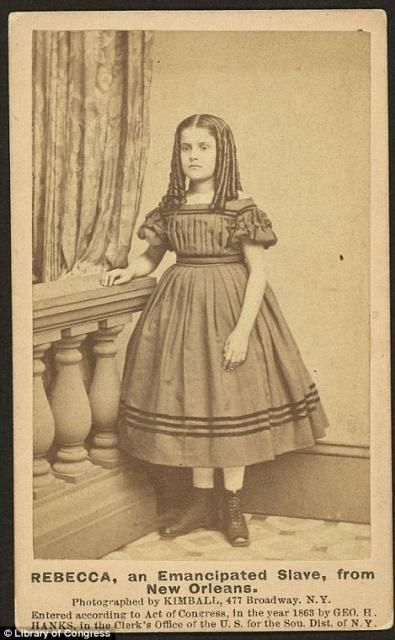 REBECCA, an Emancipated Slave, from
New Orleans.
Photographed by KIMBALL, 477 Broadway, N.Y.
Entered according to Act of Congress, in the year 1863 by GEO. H.
HANKS, in the Clerk's Office of the U. S. for the Sou. Dist. of N. Y.
© Library of Congress